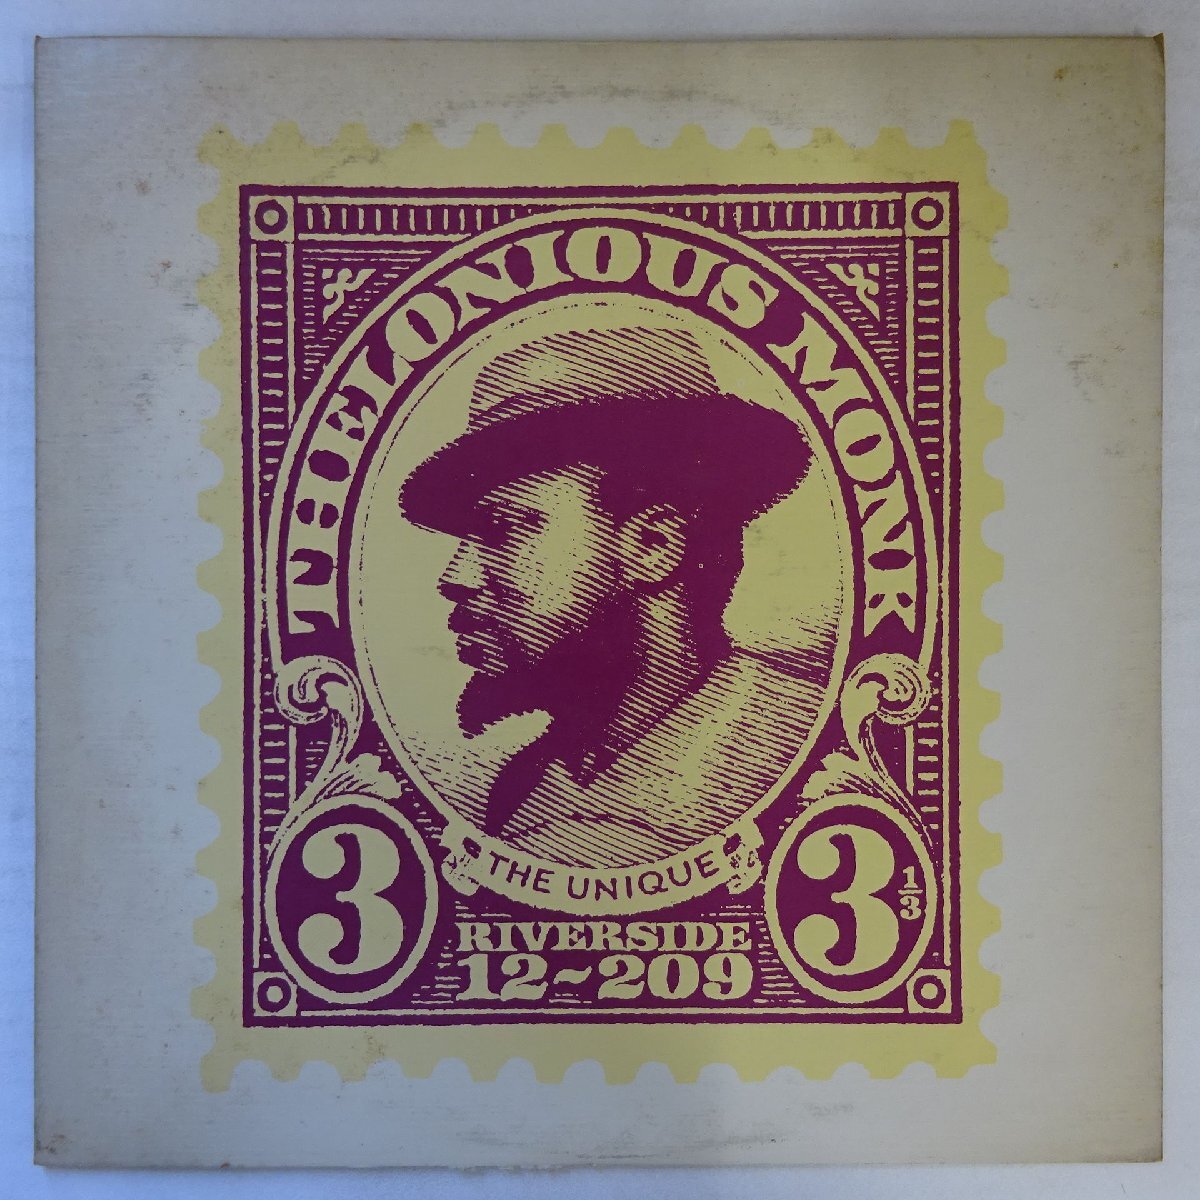 THELONIOUS MONK
THE UNIQUE
3
RIVERSIDE
12~209
3 1/3